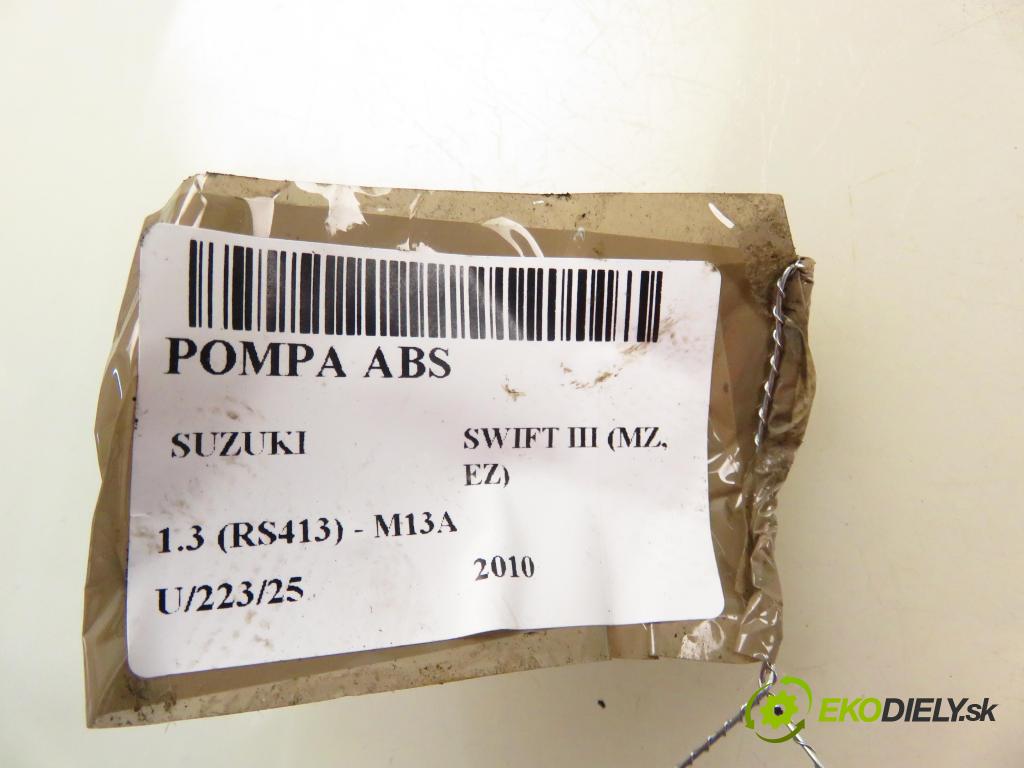 POMPA ABS
SUZUKI
SWIFT III (MZ,
EZ)
1.3 (RS413) - M13A
2010
U/223/25
EKODIELY.sk